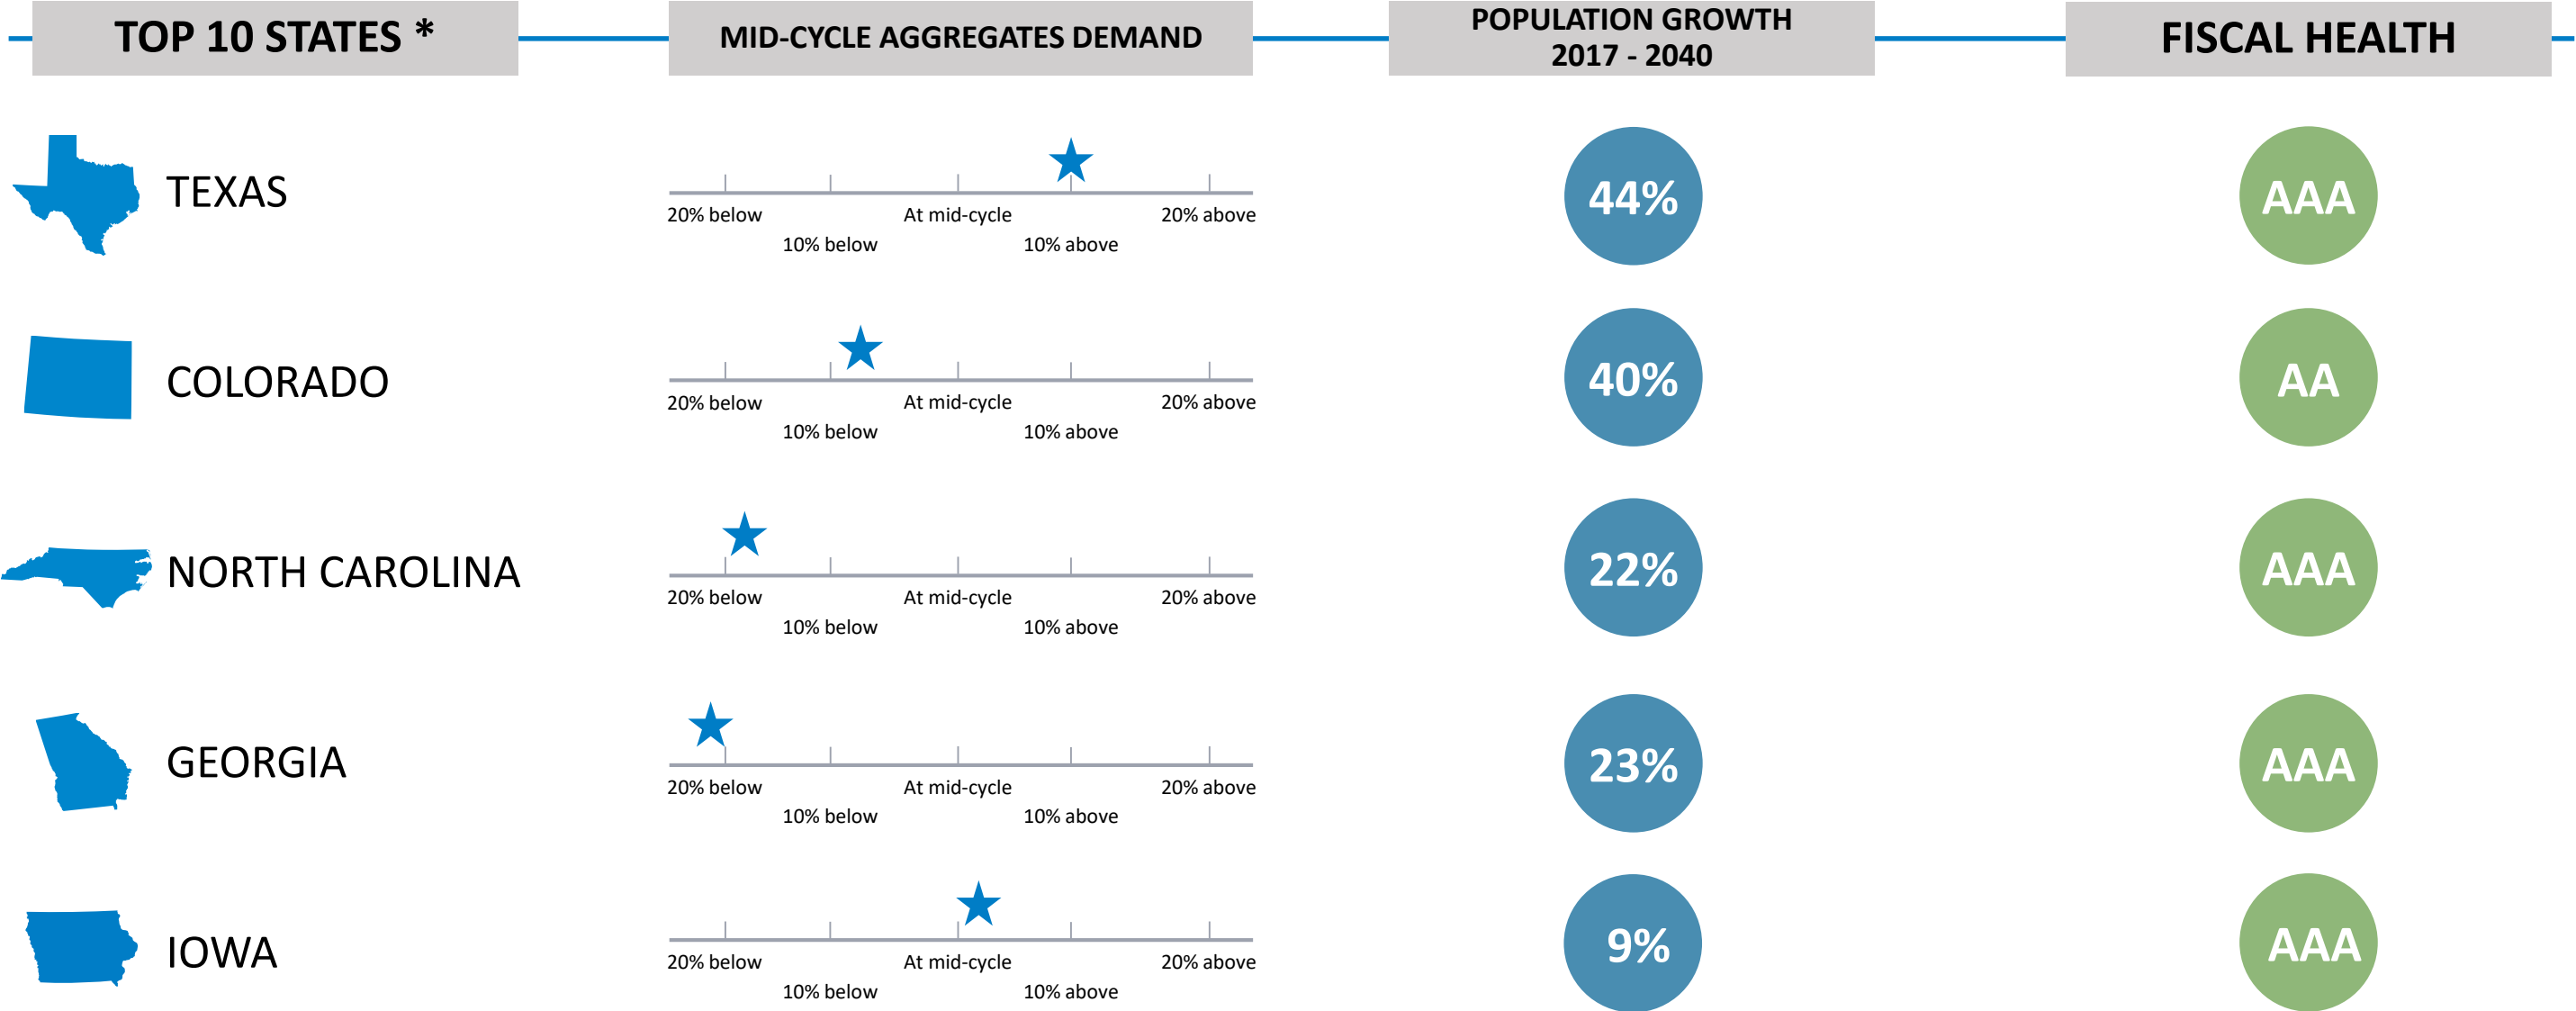 TOP 10 STATES *
MID-CYCLE AGGREGATES DEMAND
POPULATION GROWTH
2017 - 2040
FISCAL HEALTH
TEXAS
20% below
At mid-cycle
20% above
10% below
10% above
44%
AAA
COLORADO
20% below
At mid-cycle
20% above
10% below
10% above
40%
AA
NORTH CAROLINA
20% below
At mid-cycle
20% above
10% below
10% above
22%
AAA
GEORGIA
20% below
At mid-cycle
20% above
10% below
10% above
23%
AAA
IOWA
20% below
At mid-cycle
20% above
10% below
10% above
9%
AAA